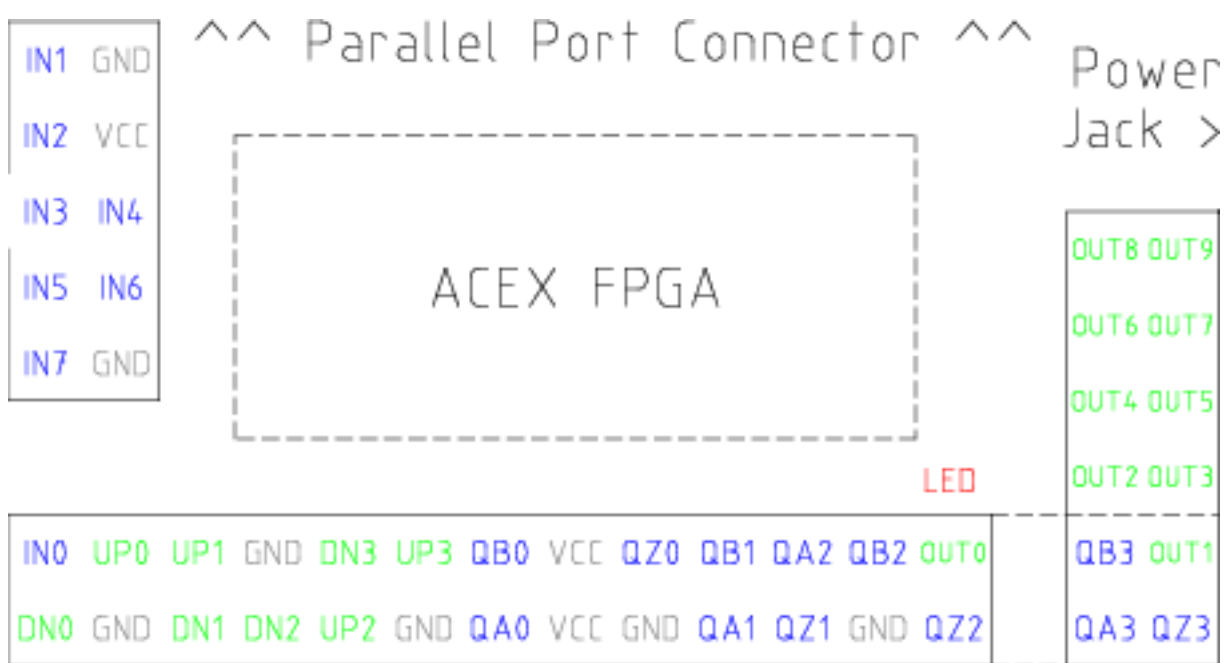 ^^ Parallel Port Connector ^^
Power
Jack >
IN1 GND
IN2 VCC
IN3 IN4
IN5 IN6
IN7 GND
ACEX FPGA
OUT8 OUT9
OUT6 OUT7
OUT4 OUT5
OUT2 OUT3
LED
IN0 UP0 UP1 GND DN3 UP3 QB0 VCC QZ0 QB1 QA2 QB2 OUT0 QB3 OUT1
DN0 GND DN1 DN2 UP2 GND QA0 VCC GND QA1 QZ1 GND QZ2 QA3 QZ3